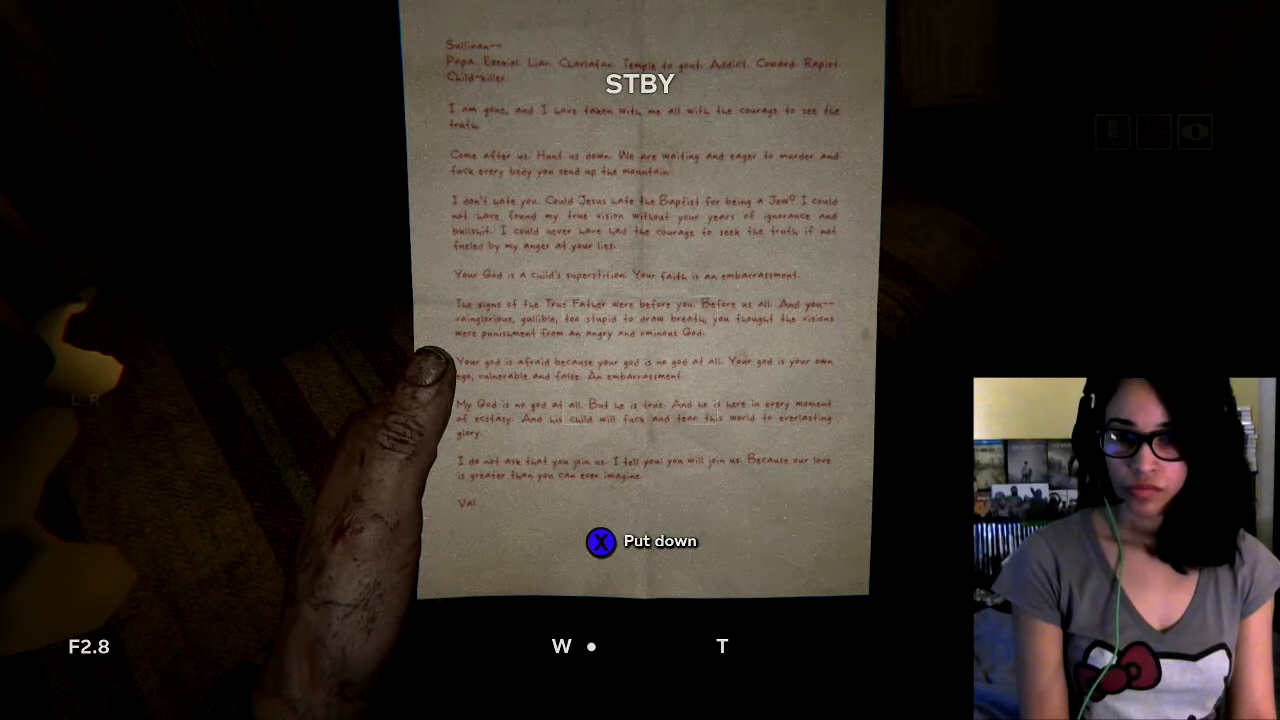 Sullivan--
Papa. Ezekiel. Liar. Charlatan. Temple to gout. Addict. Coward. Rapist.
Child-killer.
STBY
I am gone, and I have taken with me all with the courage to see the
truth.
Come after us. Hunt us down. We are waiting and eager to murder and
fuck every body you send up the mountain.
I don't hate you. Could Jesus hate the Baptist for being a Jew? I could
not have found my true vision without your years of ignorance and
bullshit. I could never have had the courage to seek the truth if not
fueled by my anger at your lies.
Your God is a child's superstition. Your faith is an embarrassment.
The signs of the True Father were before you. Before us all. And you--
vainglorious, gullible, too stupid to draw breath, you thought the visions
were punishment from an angry and ominous God.
Your god is afraid because your god is no god at all. Your god is your own
ego, vulnerable and false. An embarrassment.
My God is no god at all. But he is true. And he is here in every moment
of ecstasy. And his child will fuck and tear this world to everlasting
glory.
I do not ask that you join us. I tell you: you will join us. Because our love
is greater than you can ever imagine.
Val
X Put down
L R
F2.8
W T